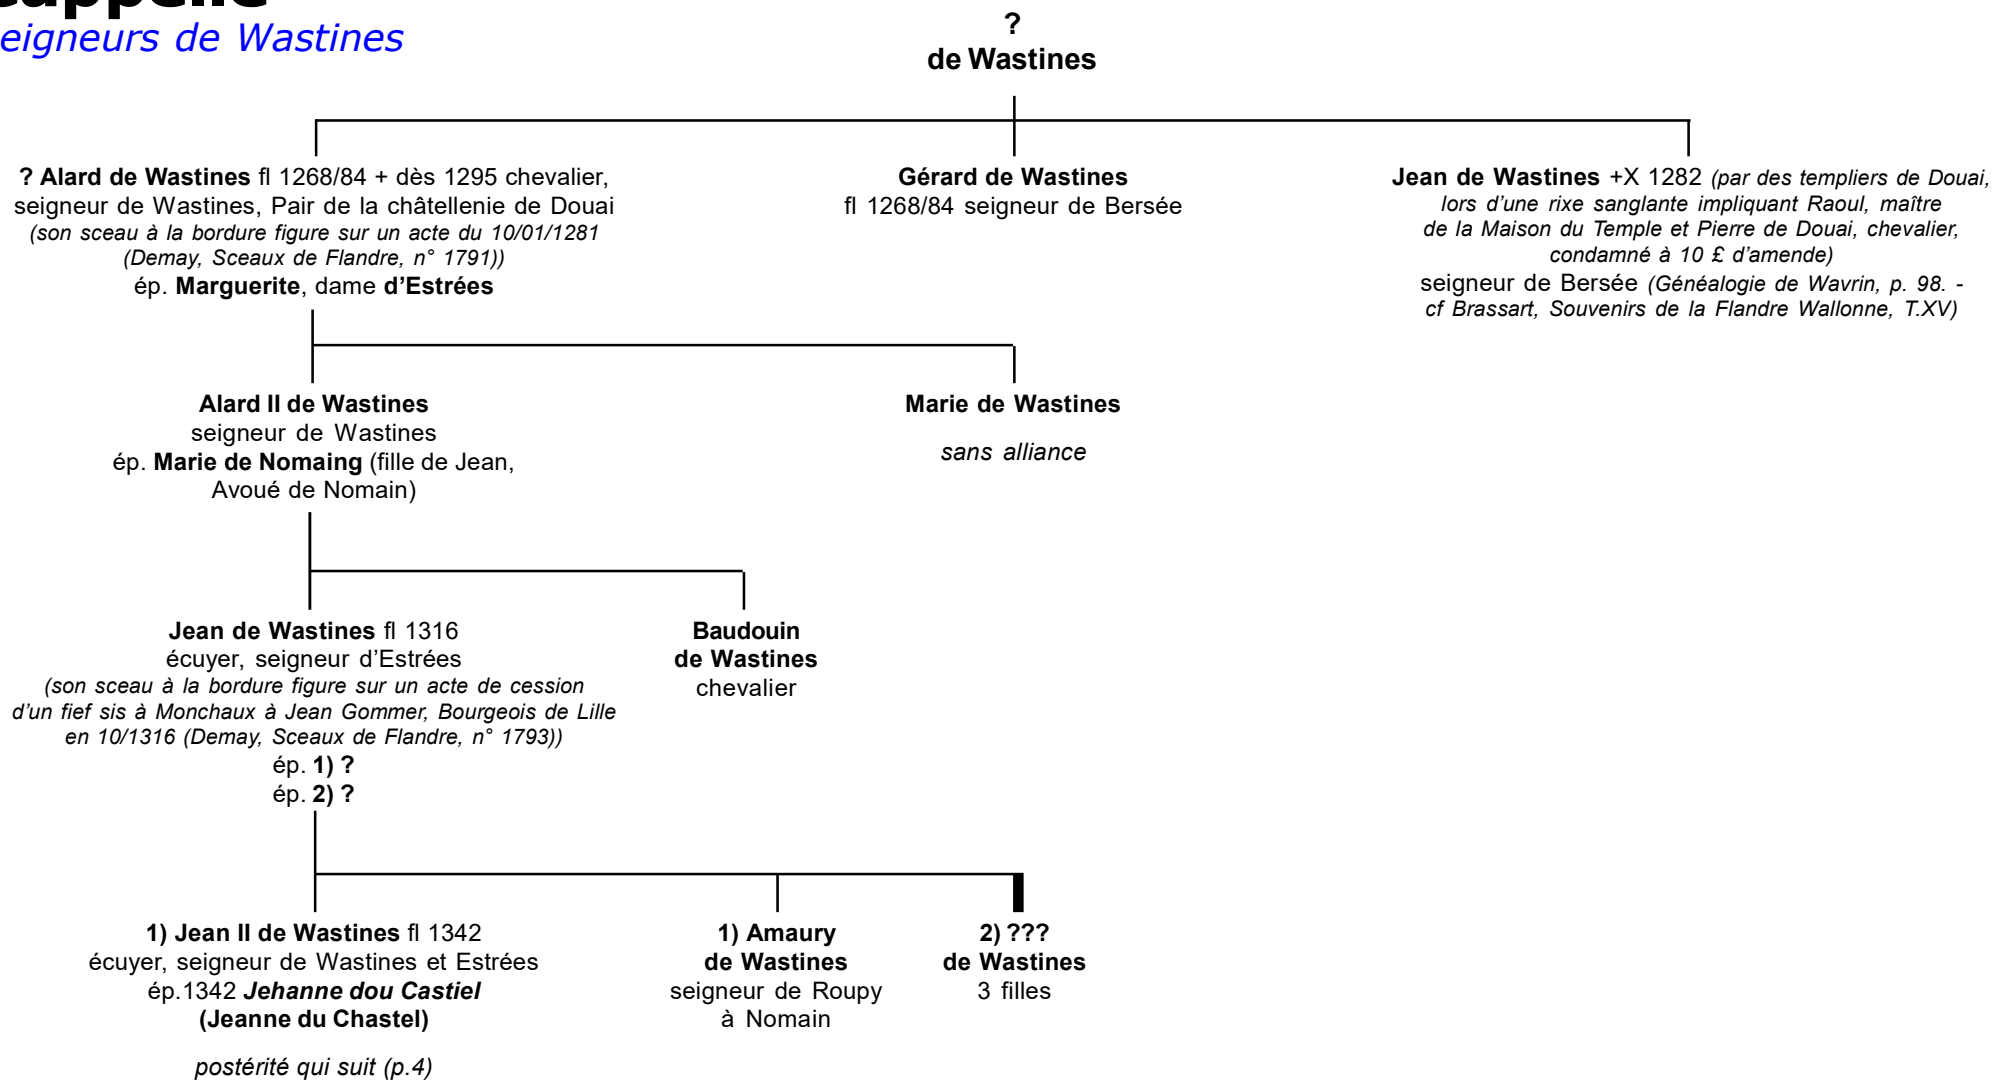 cappelle
eigneurs de Wastines
?
de Wastines
? Alard de Wastines fl 1268/84 + dès 1295 chevalier,
seigneur de Wastines, Pair de la châtellenie de Douai
(son sceau à la bordure figure sur un acte du 10/01/1281
(Demay, Sceaux de Flandre, n° 1791))
ép. Marguerite, dame d’Estrées
Gérard de Wastines
fl 1268/84 seigneur de Bersée
Jean de Wastines +X 1282 (par des templiers de Douai,
lors d’une rixe sanglante impliquant Raoul, maître
de la Maison du Temple et Pierre de Douai, chevalier,
condamné à 10 £ d’amende)
seigneur de Bersée (Généalogie de Wavrin, p. 98. -
cf Brassart, Souvenirs de la Flandre Wallonne, T.XV)
Alard II de Wastines
seigneur de Wastines
ép. Marie de Nomaing (fille de Jean,
Avoué de Nomain)
Marie de Wastines
sans alliance
Jean de Wastines fl 1316
écuyer, seigneur d’Estrées
(son sceau à la bordure figure sur un acte de cession
d’un fief sis à Monchaux à Jean Gommer, Bourgeois de Lille
en 10/1316 (Demay, Sceaux de Flandre, n° 1793))
ép. 1) ?
ép. 2) ?
Baudouin
de Wastines
chevalier
1) Jean II de Wastines fl 1342
écuyer, seigneur de Wastines et Estrées
ép.1342 Jehanne dou Castiel
(Jeanne du Chastel)
postérité qui suit (p.4)
1) Amaury
de Wastines
seigneur de Roupy
à Nomain
2) ???
de Wastines
3 filles